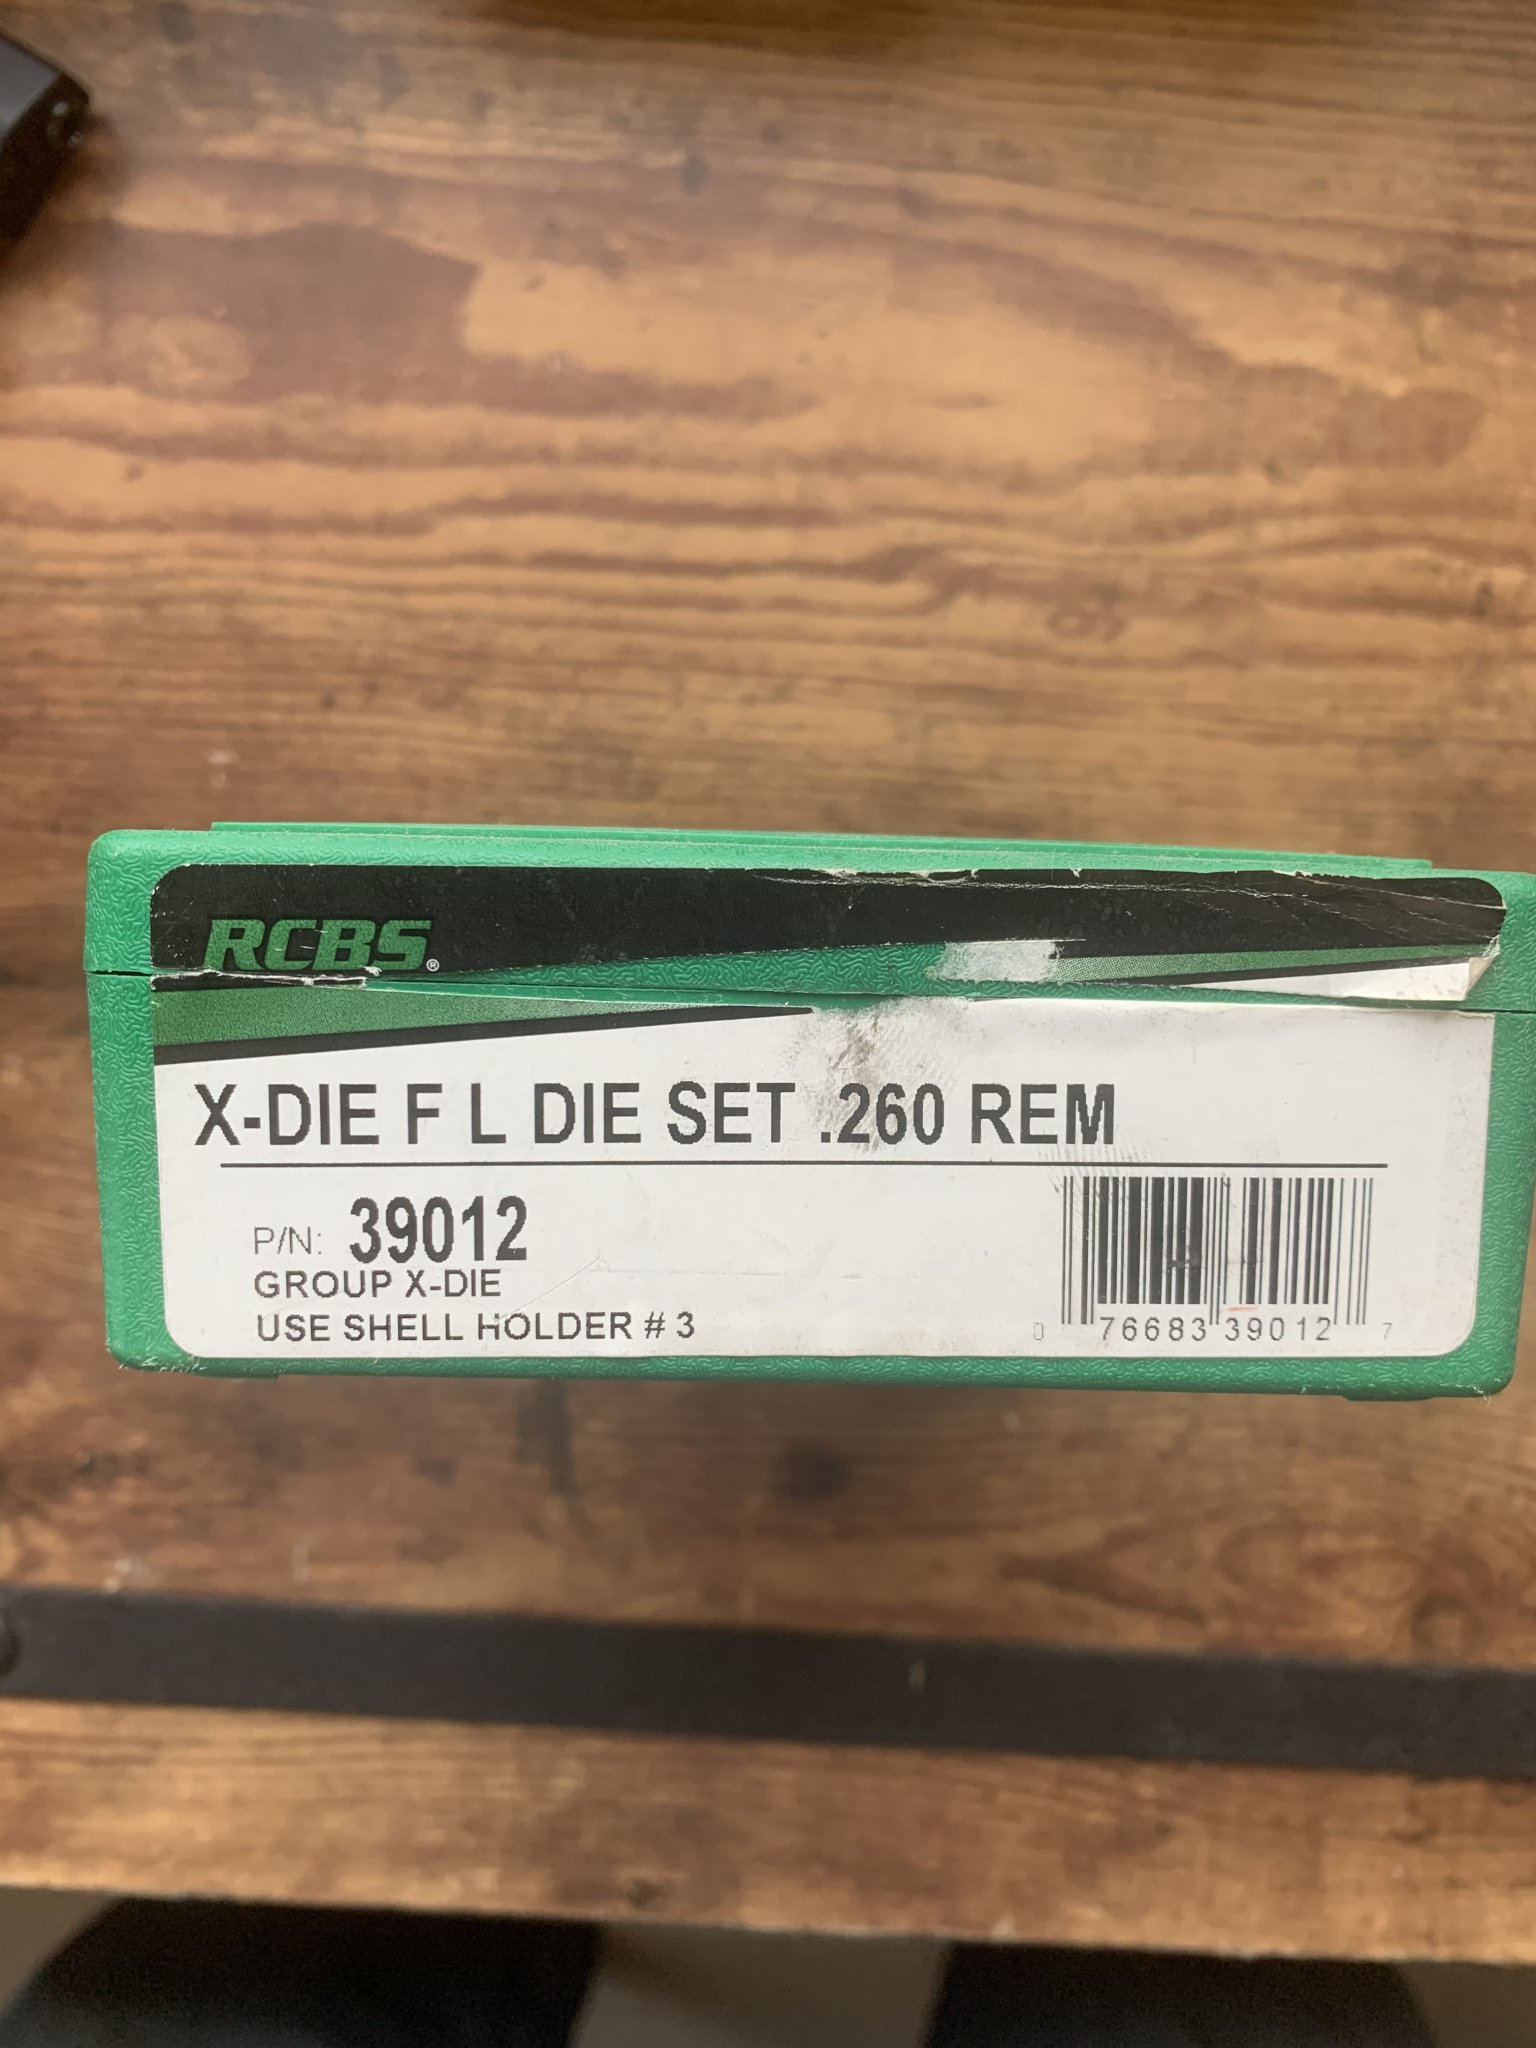 RCBS®
X-DIE F L DIE SET .260 REM
P/N: 39012
GROUP X-DIE
USE SHELL HOLDER # 3
0 76683 39012 7